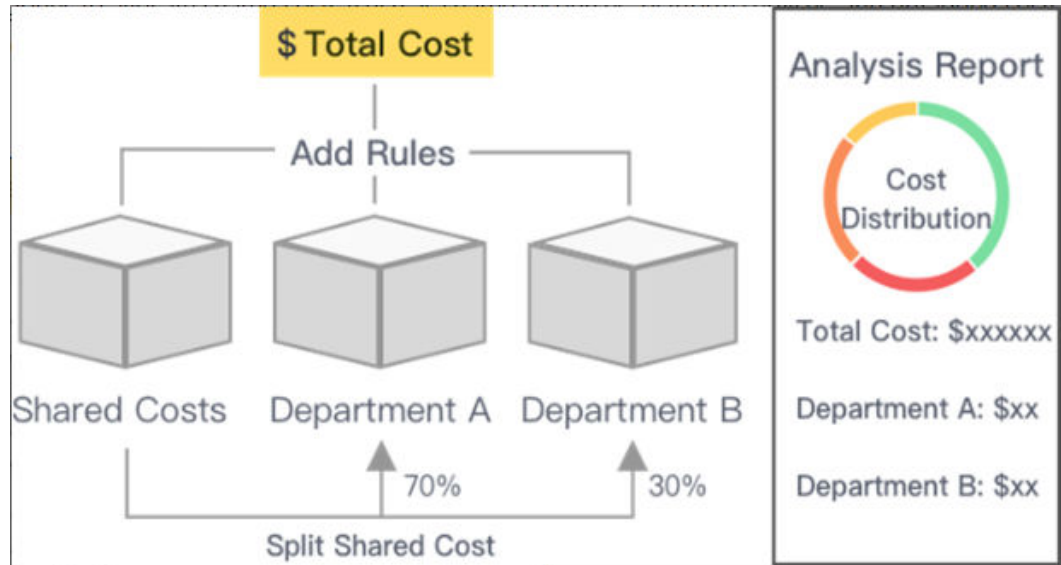 $ Total Cost
Add Rules
Shared Costs
Department A
Department B
70%
30%
Split Shared Cost
Analysis Report
Cost
Distribution
Total Cost: $xxxxxx
Department A: $xx
Department B: $xx